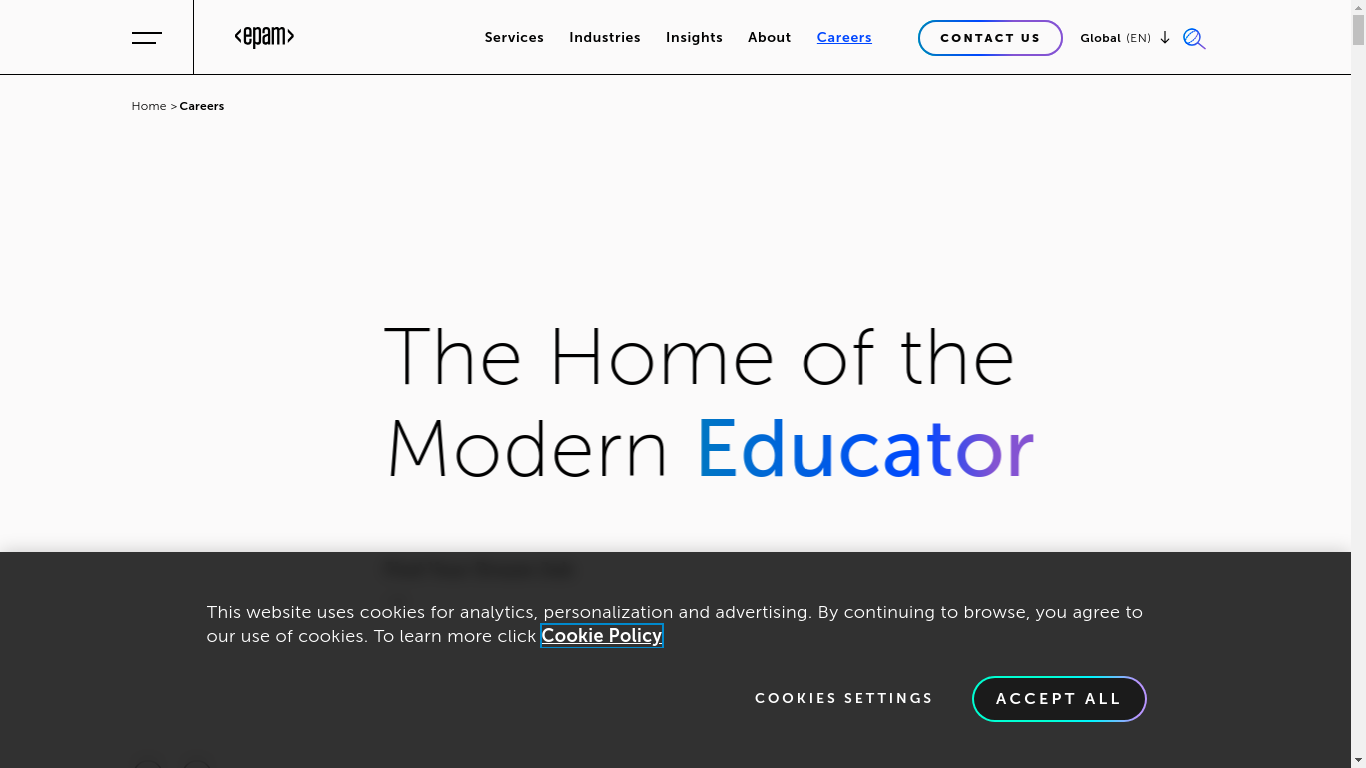 <epam>
Services
Industries
Insights
About
Careers
CONTACT US
Global (EN)
Home > Careers
The Home of the
Modern Educator
This website uses cookies for analytics, personalization and advertising. By continuing to browse, you agree to
our use of cookies. To learn more click Cookie Policy
COOKIES SETTINGS
ACCEPT ALL